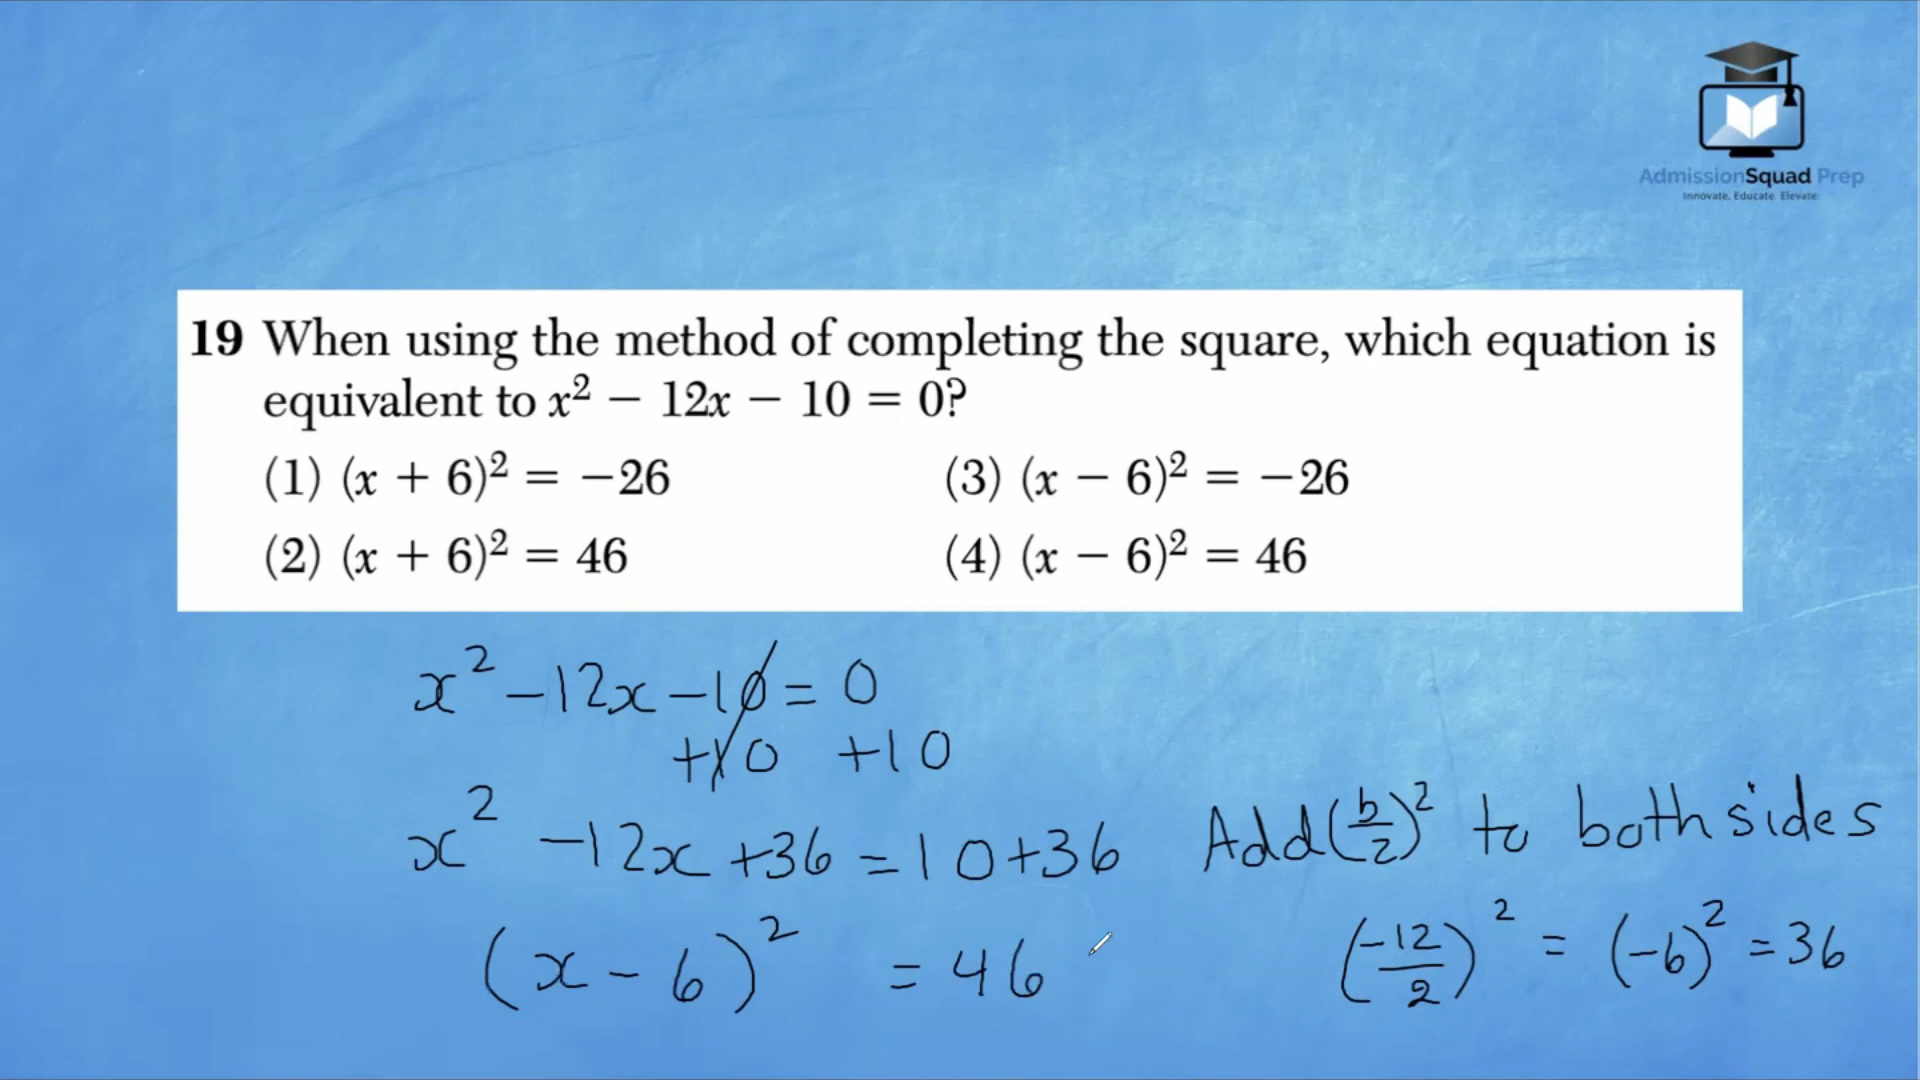 AdmissionSquad Prep
Innovate. Educate. Elevate
19 When using the method of completing the square, which equation is
equivalent to x² − 12x − 10 = 0?
(1) (x + 6)² = −26
(3) (x − 6)² = −26
(2) (x + 6)² = 46
(4) (x − 6)² = 46
x² −12x −10 = 0
+10 +10
x² −12x +36 = 10+36
Add (b/2)² to both sides
(x − 6)² = 46
(−12/2)² = (−6)² = 36